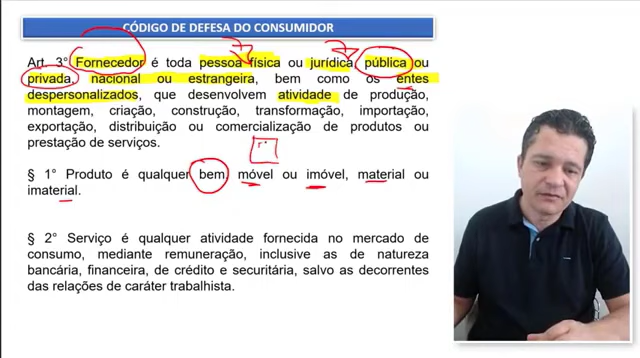 CÓDIGO DE DEFESA DO CONSUMIDOR
Art. 3° Fornecedor é toda pessoa física ou jurídica, pública ou
privada, nacional ou estrangeira, bem como os entes
despersonalizados, que desenvolvem atividade de produção,
montagem, criação, construção, transformação, importação,
exportação, distribuição ou comercialização de produtos ou
prestação de serviços.
§ 1° Produto é qualquer bem, móvel ou imóvel, material ou
imaterial.
§ 2° Serviço é qualquer atividade fornecida no mercado de
consumo, mediante remuneração, inclusive as de natureza
bancária, financeira, de crédito e securitária, salvo as decorrentes
das relações de caráter trabalhista.